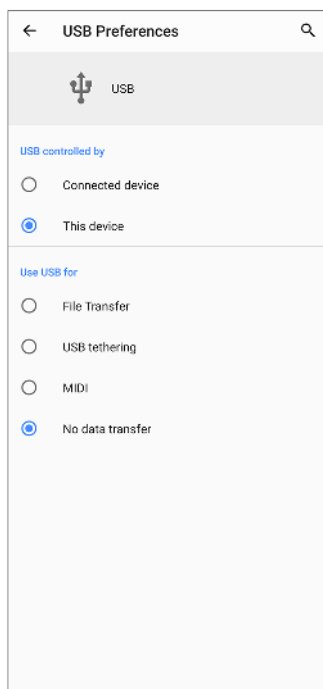 USB Preferences
USB
USB controlled by
Connected device
This device
Use USB for
File Transfer
USB tethering
MIDI
No data transfer